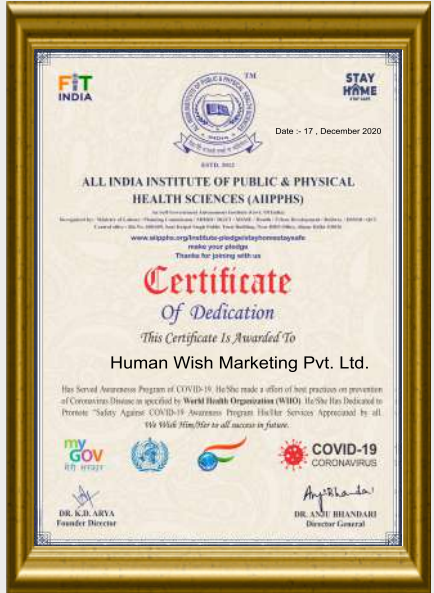 FIT
INDIA
TM
STAY
HOME
STAY SAFE
Date :- 17 , December 2020
ESTD. 2012
ALL INDIA INSTITUTE OF PUBLIC & PHYSICAL
HEALTH SCIENCES (AIIPPHS)
www.aiipphs.org/institute-pledge/stayhomestaysafe
make your pledge
Thanks for joining with us
Certificate
Of Dedication
This Certificate Is Awarded To
Human Wish Marketing Pvt. Ltd.
Has Served Awareness Program of COVID-19. He/She made a effort of best practices on prevention
of Coronavirus Disease as specified by World Health Organization (WHO). He/She Has Dedicated to
Promote "Safety Against COVID-19 Awareness Program His/Her Services Appreciated by all.
We Wish Him/Her to all success in future.
my
GOV
मेरी सरकार
COVID-19
CORONAVIRUS
DR. K.D. ARYA
Founder Director
DR. ANJU BHANDARI
Director General